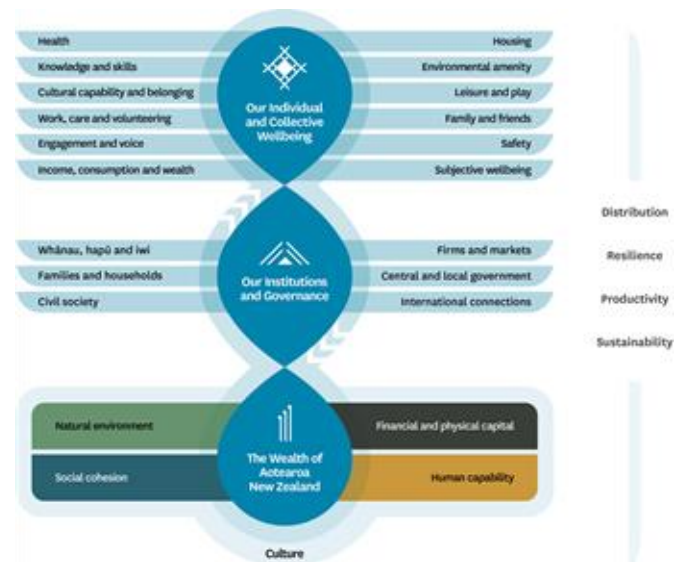 Health
Knowledge and skills
Cultural capability and belonging
Work, care and volunteering
Engagement and voice
Income, consumption and wealth
Our Individual
and Collective
Wellbeing
Housing
Environmental amenity
Leisure and play
Family and friends
Safety
Subjective wellbeing
Whānau, hapū and iwi
Families and households
Civil society
Our Institutions
and Governance
Firms and markets
Central and local government
International connections
Natural environment
Social cohesion
The Wealth of
Aotearoa
New Zealand
Financial and physical capital
Human capability
Culture
Distribution
Resilience
Productivity
Sustainability